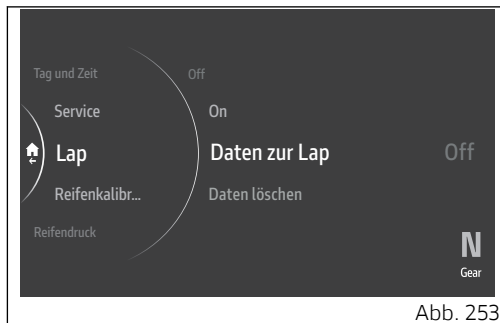 Tag und Zeit
Off
Service
On
Lap
Daten zur Lap
Off
Reifenkalibr...
Daten löschen
Reifendruck
N
Gear
Abb. 253